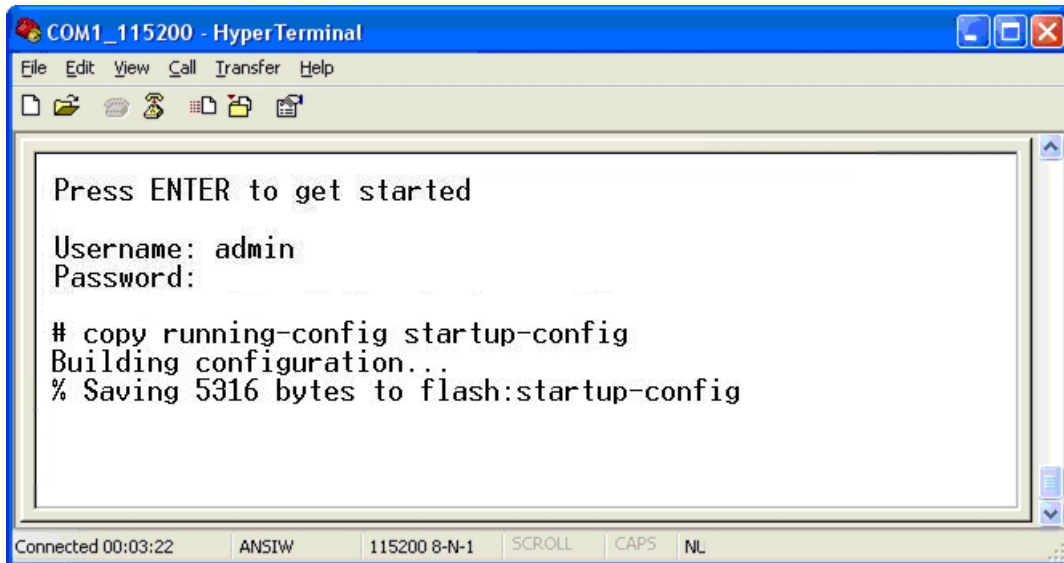 COM1_115200 - HyperTerminal
File Edit View Call Transfer Help
Press ENTER to get started
Username: admin
Password:
# copy running-config startup-config
Building configuration...
% Saving 5316 bytes to flash:startup-config
Connected 00:03:22 ANSIW 115200 8-N-1 SCROLL CAPS NU